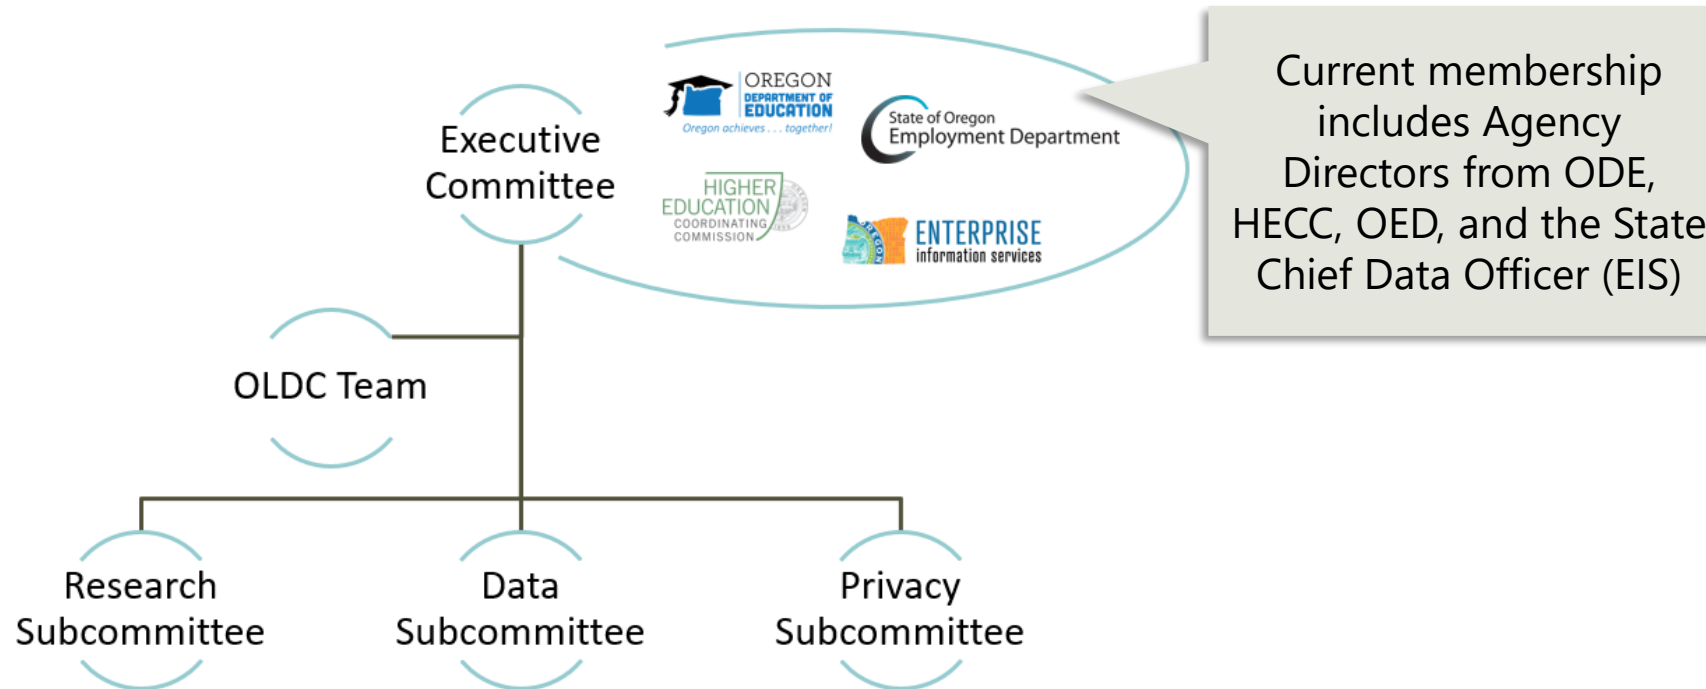 Executive
Committee
OREGON
DEPARTMENT OF
EDUCATION
Oregon achieves . . . together!
State of Oregon
Employment Department
HIGHER
EDUCATION
COORDINATING
COMMISSION
ENTERPRISE
information services
Current membership
includes Agency
Directors from ODE,
HECC, OED, and the State
Chief Data Officer (EIS)
OLDC Team
Research
Subcommittee
Data
Subcommittee
Privacy
Subcommittee